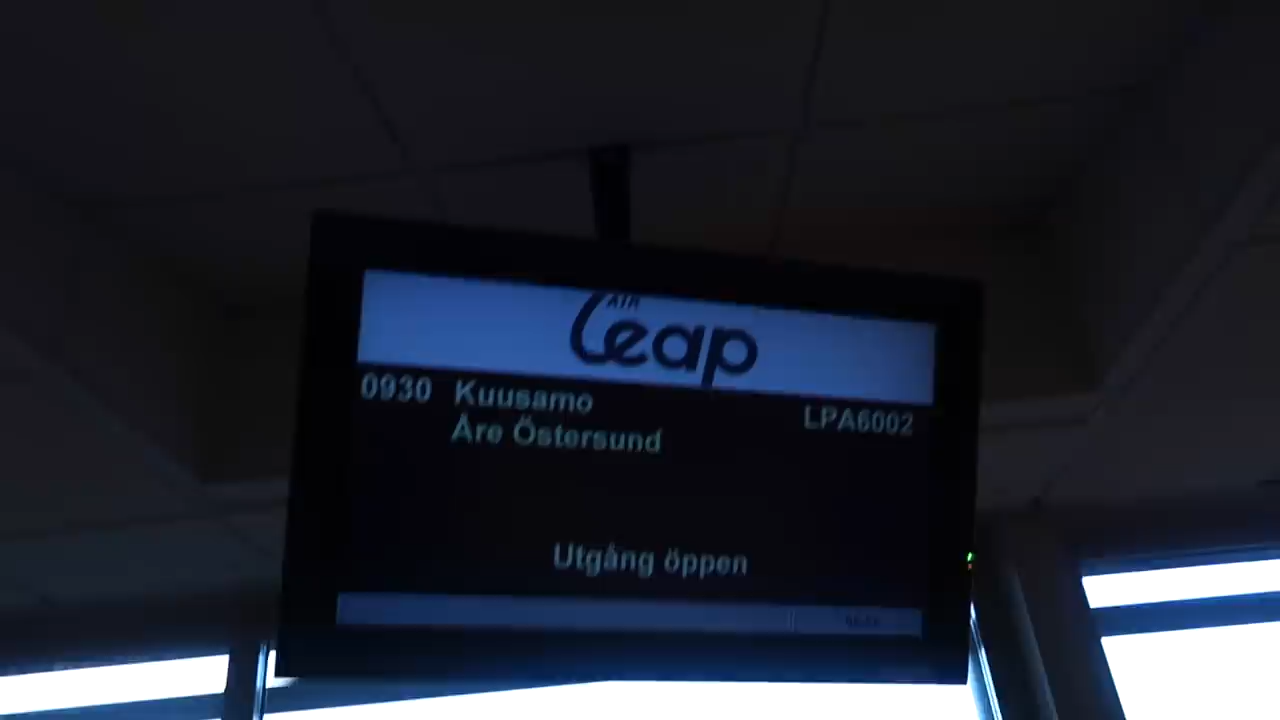 AIR
Leap
0930 Kuusamo LPA6002
Åre Östersund
Utgång öppen